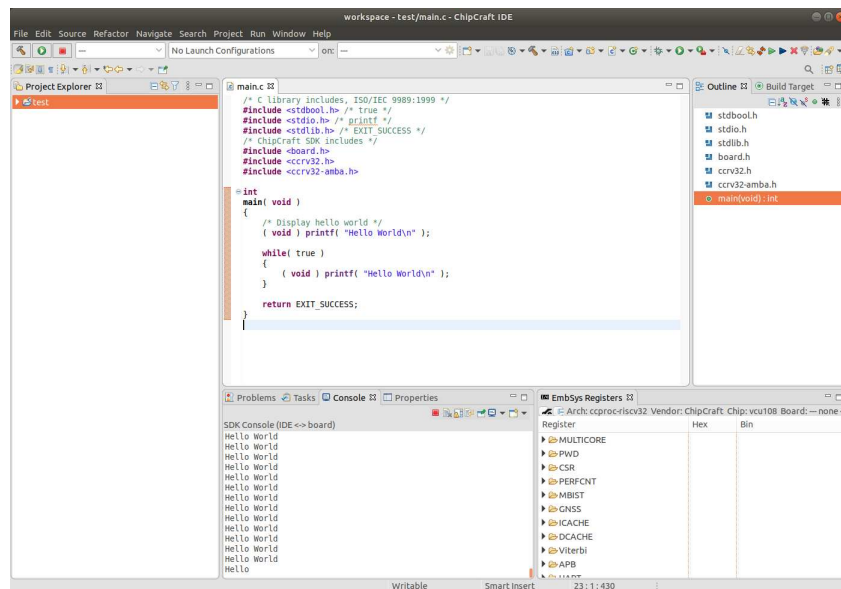 workspace - test/main.c - ChipCraft IDE
File Edit Source Refactor Navigate Search Project Run Window Help
— No Launch Configurations on: —
Project Explorer
test
main.c
/* C library includes, ISO/IEC 9989:1999 */
#include <stdbool.h> /* true */
#include <stdio.h> /* printf */
#include <stdlib.h> /* EXIT_SUCCESS */
/* ChipCraft SDK includes */
#include <board.h>
#include <ccrv32.h>
#include <ccrv32-amba.h>
int
main( void )
{
/* Display hello world */
( void ) printf( "Hello World\n" );
while( true )
{
( void ) printf( "Hello World\n" );
}
return EXIT_SUCCESS;
}
Outline Build Target
stdbool.h
stdio.h
stdlib.h
board.h
ccrv32.h
ccrv32-amba.h
main(void) : int
Problems Tasks Console Properties
SDK Console (IDE <-> board)
Hello World
Hello World
Hello World
Hello World
Hello World
Hello World
Hello World
Hello World
Hello World
Hello World
Hello World
Hello World
Hello World
Hello
EmbSys Registers
Arch: ccproc-riscv32 Vendor: ChipCraft Chip: vcu108 Board: — none
Register Hex Bin
MULTICORE
PWD
CSR
PERFCNT
MBIST
GNSS
ICACHE
DCACHE
Viterbi
APB
UART
Writable Smart Insert 23 : 1 : 430